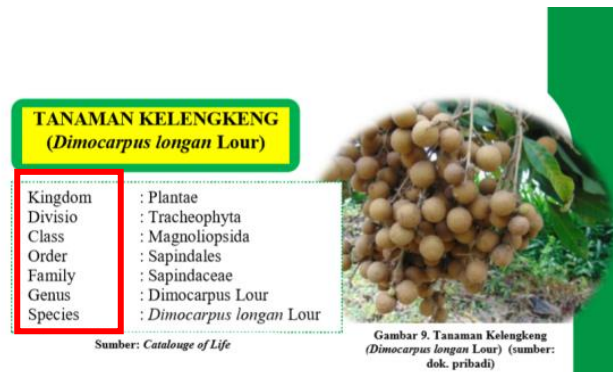 TANAMAN KELENGKENG
(Dimocarpus longan Lour)
Kingdom : Plantae
Divisio : Tracheophyta
Class : Magnoliopsida
Order : Sapindales
Family : Sapindaceae
Genus : Dimocarpus Lour
Species : Dimocarpus longan Lour
Sumber: Catalouge of Life
Gambar 9. Tanaman Kelengkeng
(Dimocarpus longan Lour) (sumber:
dok. pribadi)